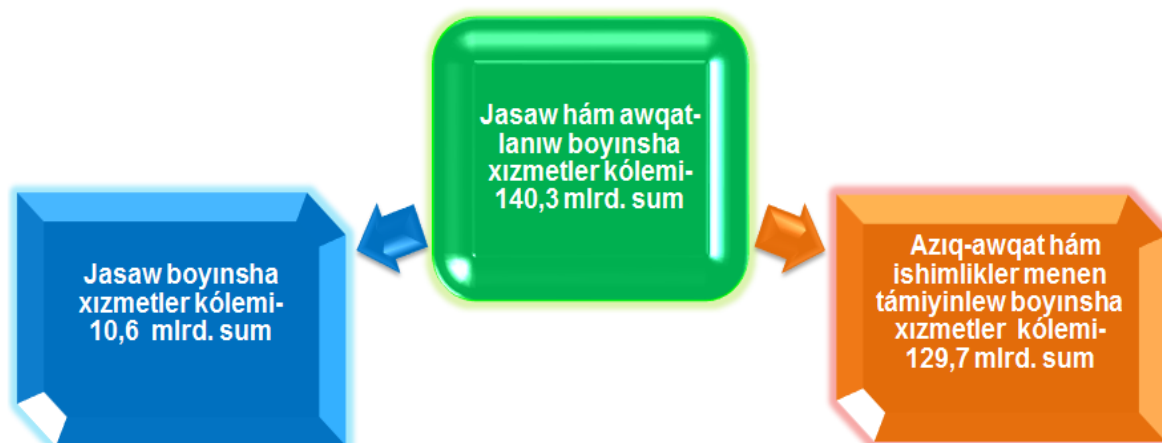 Jasaw hám awqat-
lanıw boyınsha
xızmetler kólemi-
140,3 mlrd. sum
Jasaw boyınsha
xızmetler kólemi-
10,6 mlrd. sum
Azıq-awqat hám
ishimlikler menen
támiyinlew boyınsha
xızmetler kólemi-
129,7 mlrd. sum